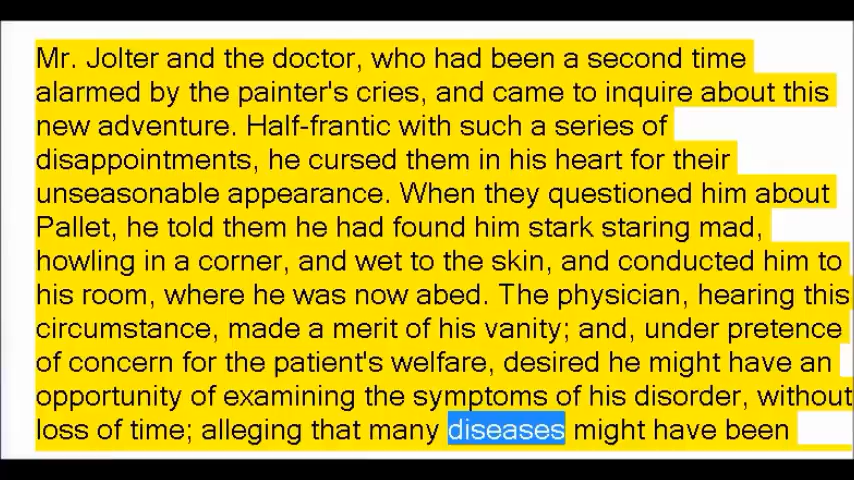 Mr. Jolter and the doctor, who had been a second time
alarmed by the painter's cries, and came to inquire about this
new adventure. Half-frantic with such a series of
disappointments, he cursed them in his heart for their
unseasonable appearance. When they questioned him about
Pallet, he told them he had found him stark staring mad,
howling in a corner, and wet to the skin, and conducted him to
his room, where he was now abed. The physician, hearing this
circumstance, made a merit of his vanity; and, under pretence
of concern for the patient's welfare, desired he might have an
opportunity of examining the symptoms of his disorder, without
loss of time; alleging that many diseases might have been